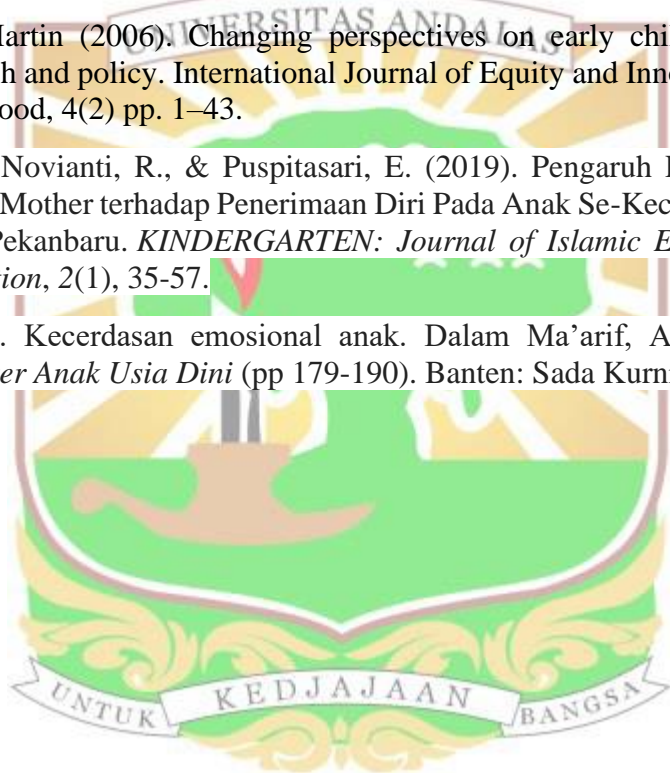 UNIVERSITAS ANDALAS
Martin (2006). Changing perspectives on early chi
h and policy. International Journal of Equity and Inno
ood, 4(2) pp. 1–43.
Novianti, R., & Puspitasari, E. (2019). Pengaruh
Mother terhadap Penerimaan Diri Pada Anak Se-Kec
Pekanbaru. KINDERGARTEN: Journal of Islamic E
tion, 2(1), 35-57.
. Kecerdasan emosional anak. Dalam Ma’arif, A
er Anak Usia Dini (pp 179-190). Banten: Sada Kurn
UNTUK KEDJAJAAN BANGSA